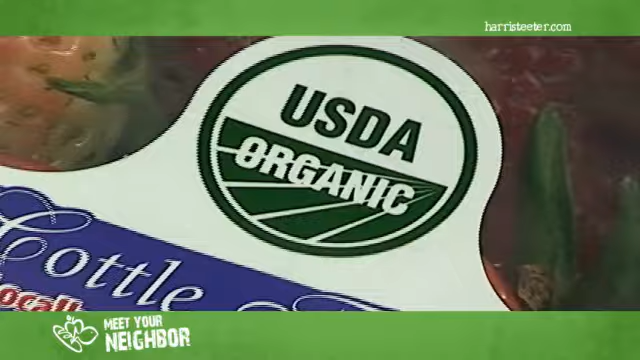 harristeeter.com
USDA
ORGANIC
Cottle
MEET YOUR
NEIGHBOR